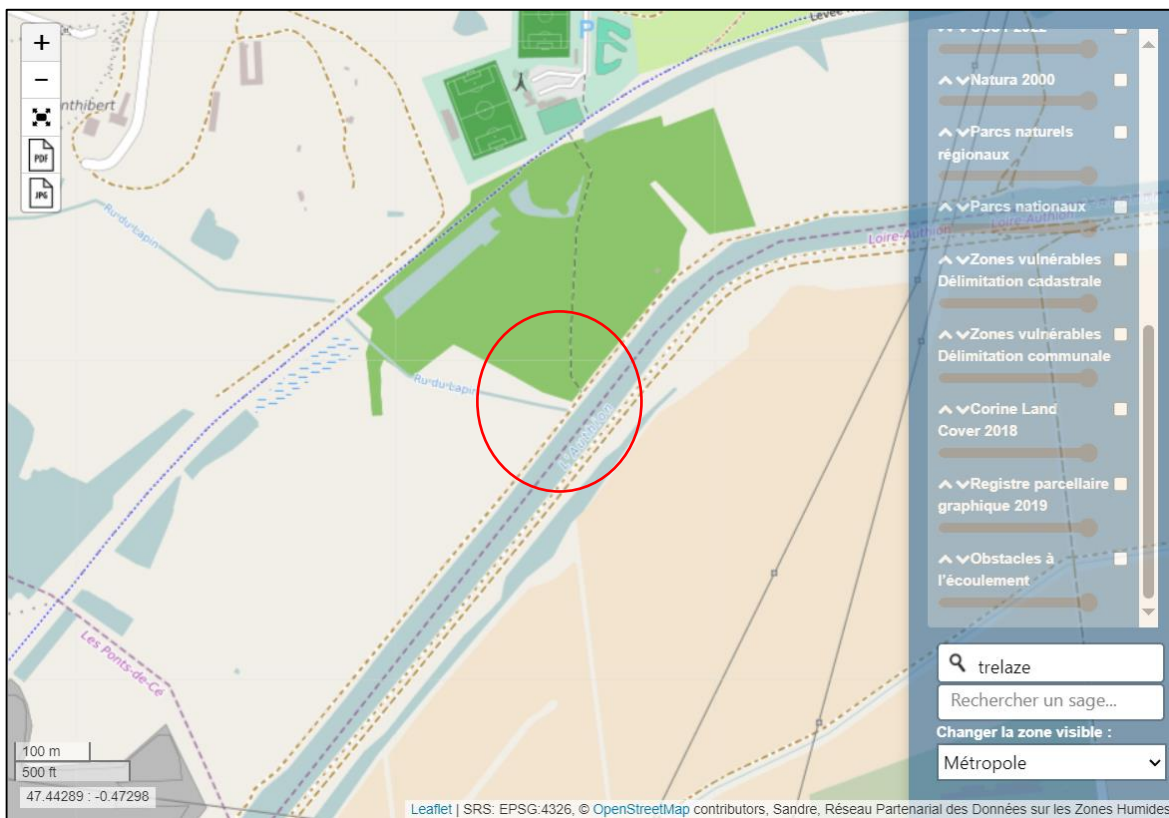 +
−
PDF
JPG
nthibert
Ru du Lapin
P
Levée
Natura 2000
Parcs naturels
régionaux
Parcs nationaux
Loire-Authion
Loire-Authion
Zones vulnérables
Délimitation cadastrale
Zones vulnérables
Délimitation communale
Ru du Lapin
L'Authion
Corine Land
Cover 2018
Registre parcellaire
graphique 2019
Obstacles à
l'écoulement
Les Ponts-de-Cé
trelaze
Rechercher un sage...
Changer la zone visible :
Métropole
100 m
500 ft
47.44289 : -0.47298
Leaflet | SRS: EPSG:4326, © OpenStreetMap contributors, Sandre, Réseau Partenarial des Données sur les Zones Humides